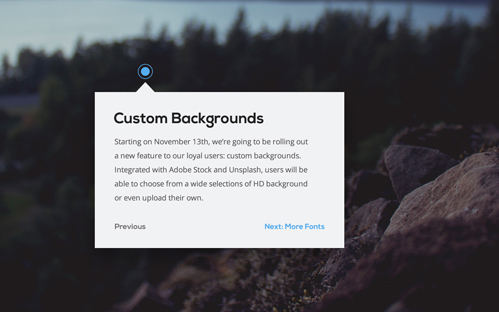 Custom Backgrounds
Starting on November 13th, we're going to be rolling out
a new feature to our loyal users: custom backgrounds.
Integrated with Adobe Stock and Unsplash, users will be
able to choose from a wide selections of HD background
or even upload their own.
Previous
Next: More Fonts